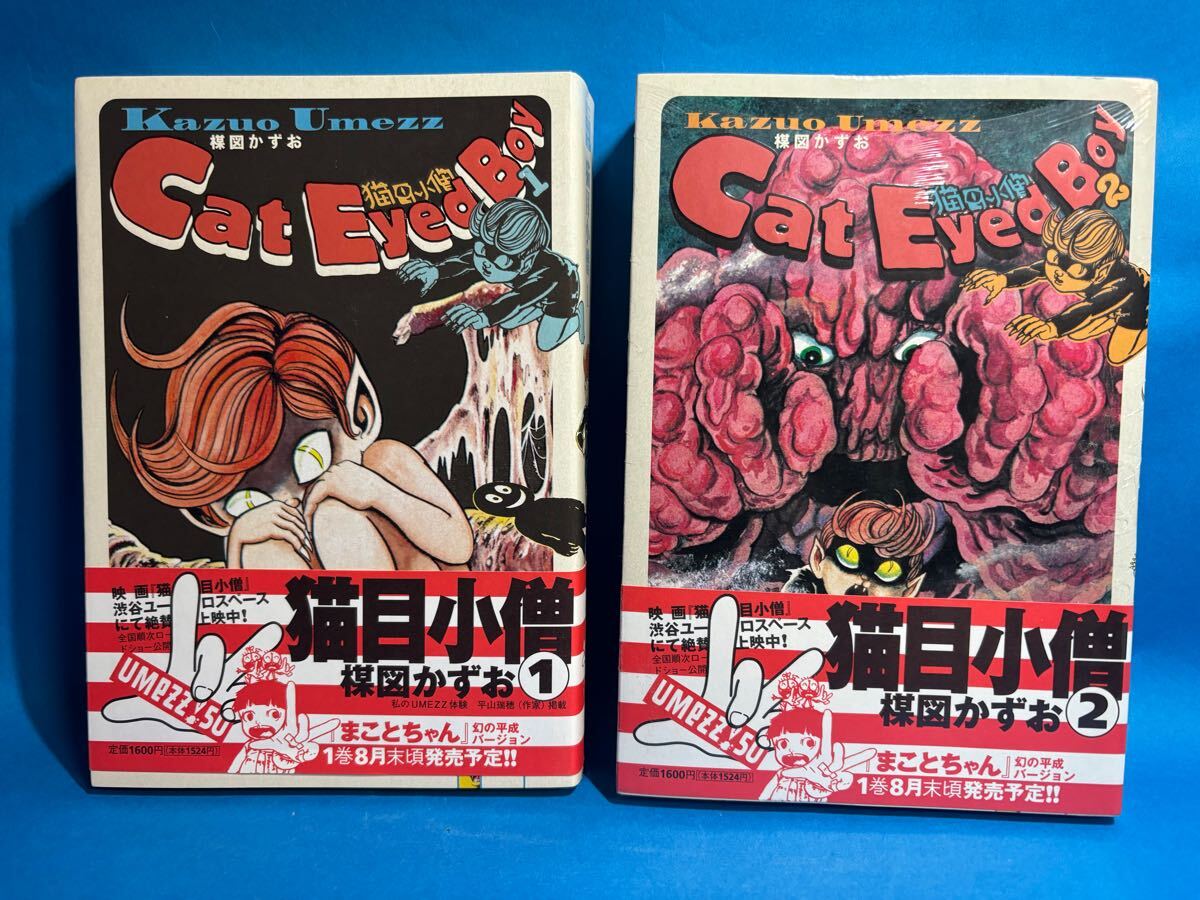 Kazuo Umezz
楳図かずお
Cat Eyed Boy
猫目小僧
1
映画『猫目小僧』
渋谷ユーロスペース
にて絶賛上映中!
全国順次ロー
ドショー公開
猫目小僧
楳図かずお1
私のUMEZZ体験 平山瑞穂(作家)掲載
UMEZZ.SU
『まことちゃん』幻の平成
バージョン
1巻8月末頃発売予定!!
定価1600円[本体1524円]
Kazuo Umezz
楳図かずお
Cat Eyed Boy
猫目小僧
2
映画『猫目小僧』
渋谷ユーロスペース
にて絶賛上映中!
全国順次ロー
ドショー公開
猫目小僧
楳図かずお2
UMEZZ.SU
『まことちゃん』幻の平成
バージョン
1巻8月末頃発売予定!!
定価1600円[本体1524円]